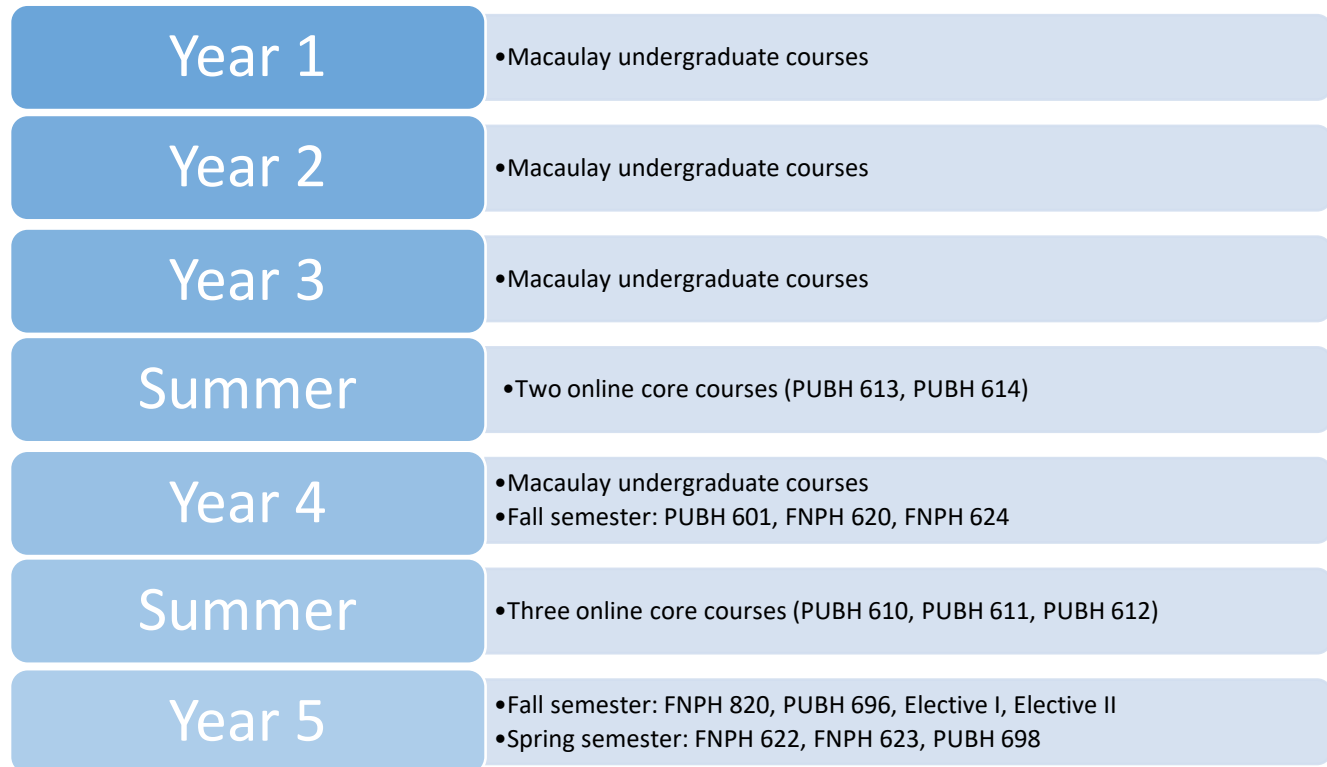 Year 1
•Macaulay undergraduate courses
Year 2
•Macaulay undergraduate courses
Year 3
•Macaulay undergraduate courses
Summer
•Two online core courses (PUBH 613, PUBH 614)
Year 4
•Macaulay undergraduate courses
•Fall semester: PUBH 601, FNPH 620, FNPH 624
Summer
•Three online core courses (PUBH 610, PUBH 611, PUBH 612)
Year 5
•Fall semester: FNPH 820, PUBH 696, Elective I, Elective II
•Spring semester: FNPH 622, FNPH 623, PUBH 698